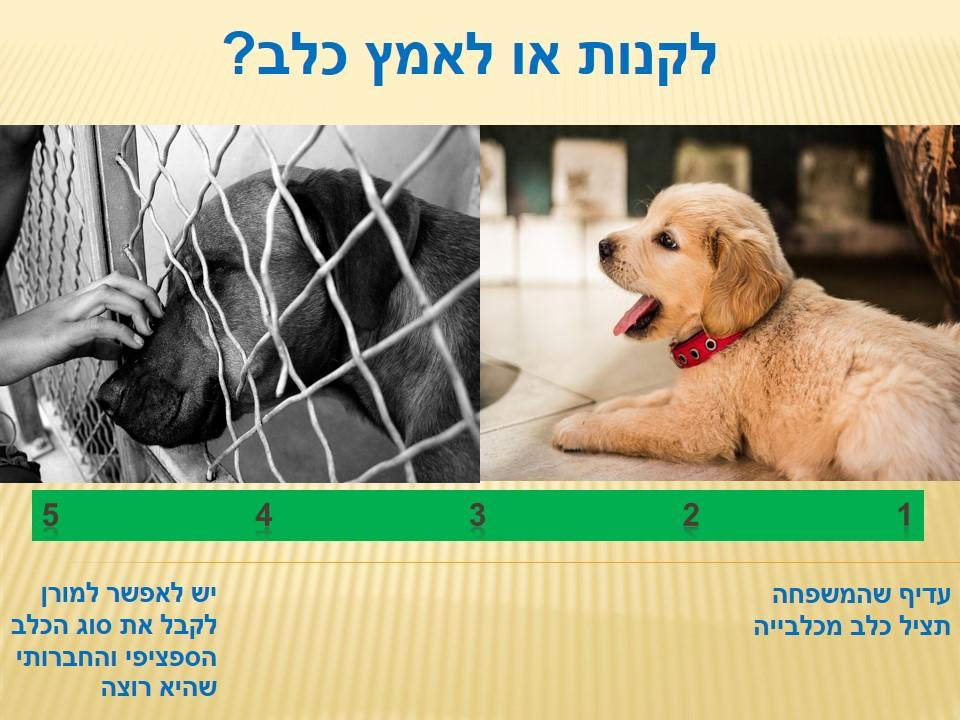 לקנות או לאמץ כלב?
1 2 3 4 5
עדיף שהמשפחה
תציל כלב מכלבייה
יש לאפשר למורן
לקבל את סוג הכלב
הספציפי והחברותי
שהיא רוצה